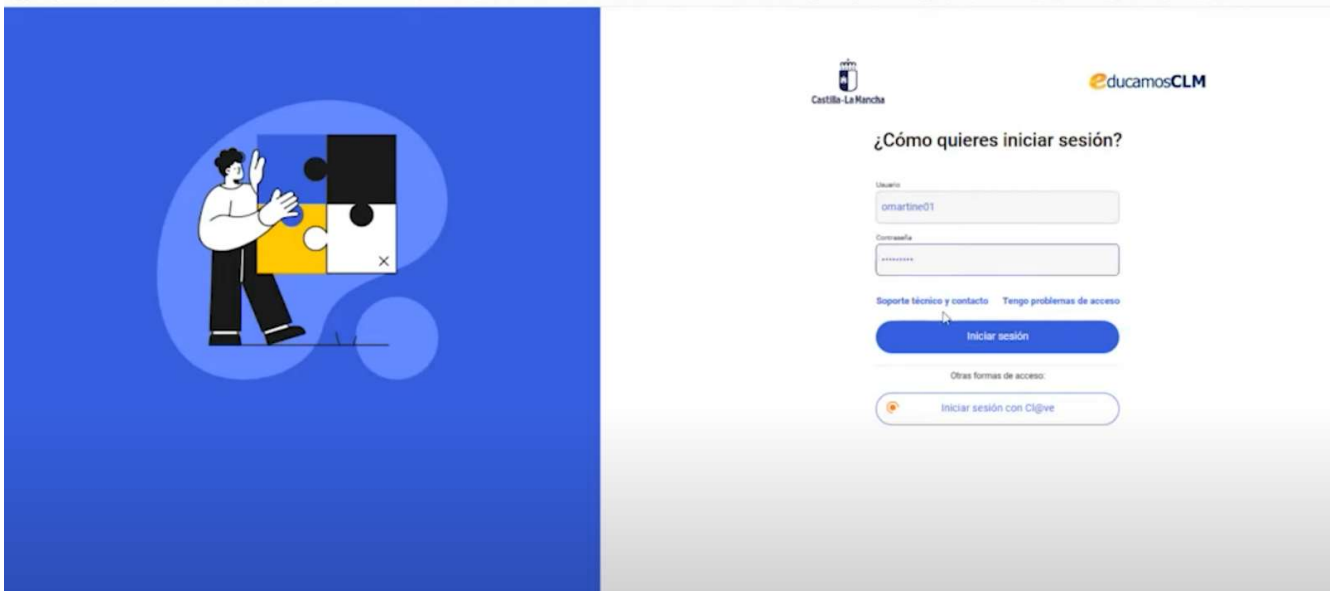 Castilla-La Mancha
educamosCLM
¿Cómo quieres iniciar sesión?
Usuario
omartine01
Contraseña
•••••••••
Soporte técnico y contacto Tengo problemas de acceso
Iniciar sesión
Otras formas de acceso:
Iniciar sesión con Cl@ve